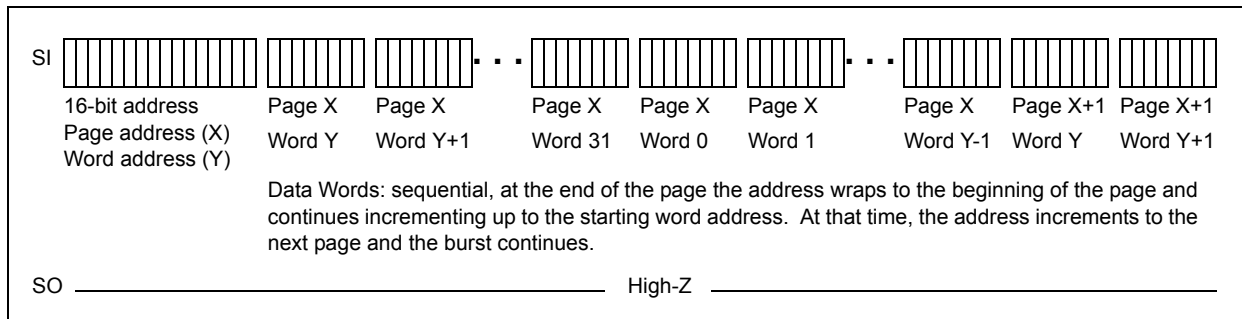 SI
16-bit address Page X Page X . . . Page X Page X Page X . . . Page X Page X+1 Page X+1
Page address (X) Word Y Word Y+1 Word 31 Word 0 Word 1 Word Y-1 Word Y Word Y+1
Word address (Y)
Data Words: sequential, at the end of the page the address wraps to the beginning of the page and
continues incrementing up to the starting word address. At that time, the address increments to the
next page and the burst continues.
SO High-Z